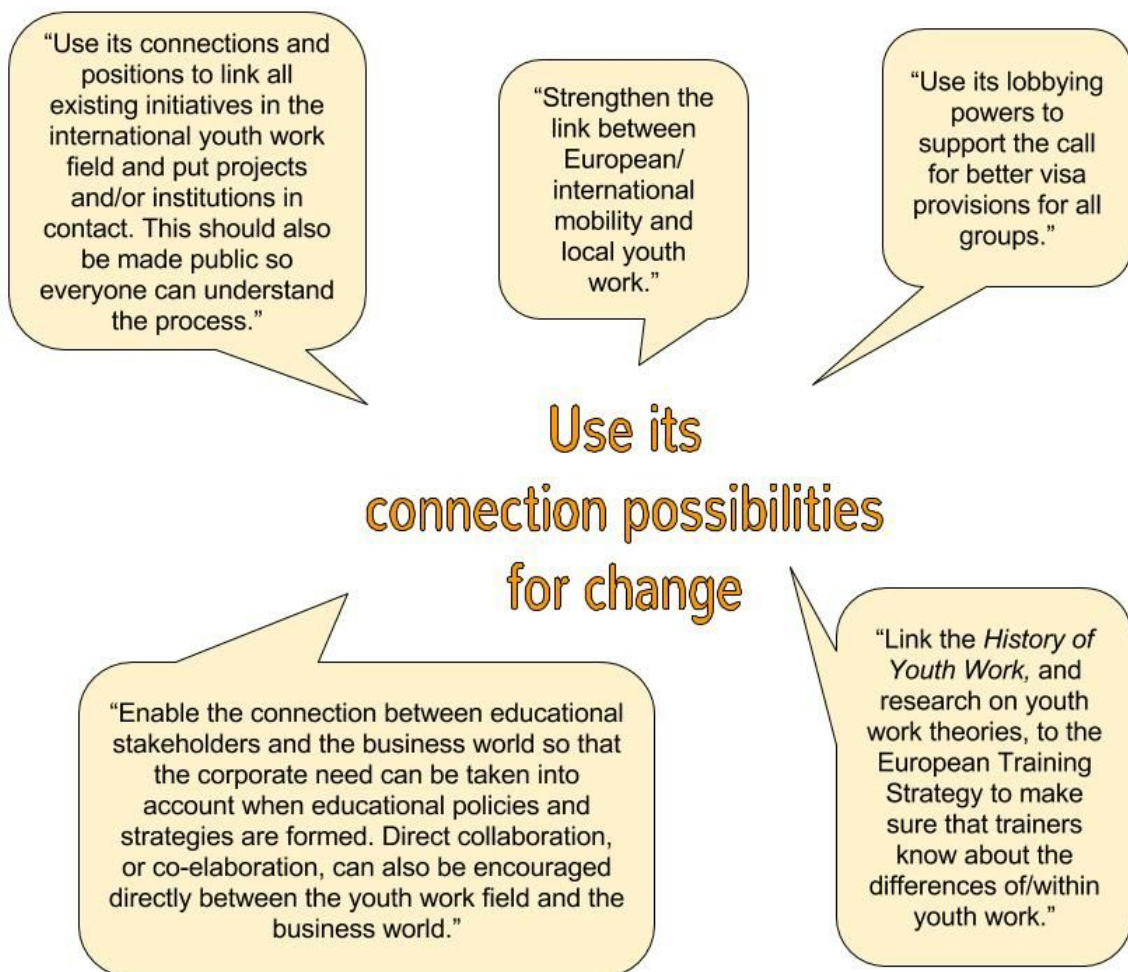 “Use its connections and
positions to link all
existing initiatives in the
international youth work
field and put projects
and/or institutions in
contact. This should also
be made public so
everyone can understand
the process.”
“Strengthen the
link between
European/
international
mobility and
local youth
work.”
“Use its lobbying
powers to
support the call
for better visa
provisions for all
groups.”
Use its
connection possibilities
for change
“Enable the connection between educational
stakeholders and the business world so that
the corporate need can be taken into
account when educational policies and
strategies are formed. Direct collaboration,
or co-elaboration, can also be encouraged
directly between the youth work field and the
business world.”
“Link the History of
Youth Work, and
research on youth
work theories, to the
European Training
Strategy to make
sure that trainers
know about the
differences of/within
youth work.”